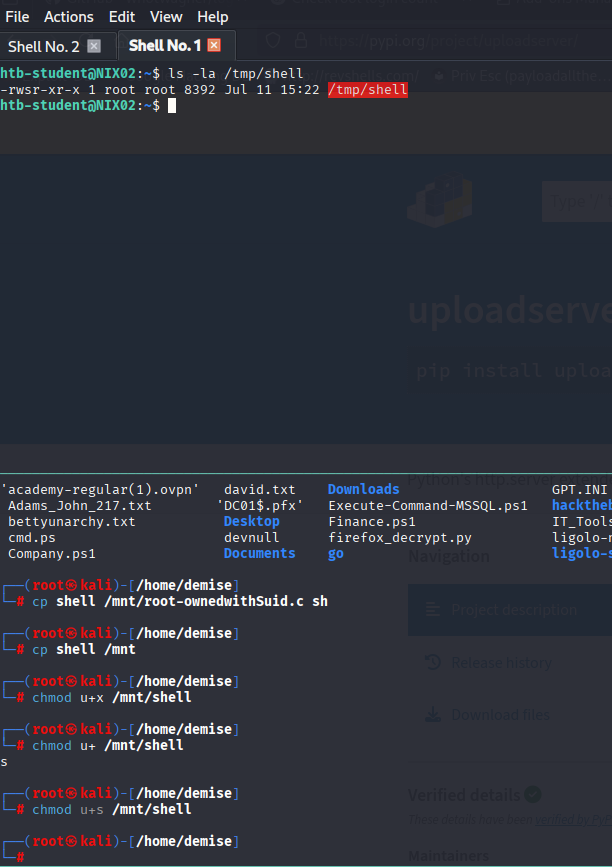 File Actions Edit View Help
Shell No. 2 Shell No. 1
htb-student@NIX02:~$ ls -la /tmp/shell
-rwsr-xr-x 1 root root 8392 Jul 11 15:22 /tmp/shell
htb-student@NIX02:~$
uploadserve
pip install uploa
'academy-regular(1).ovpn' david.txt Downloads GPT.INI
Adams_John_217.txt 'DC01$.pfx' Execute-Command-MSSQL.ps1 hackthe
bettyunarchy.txt Desktop Finance.ps1 IT_Tools
cmd.ps devnull firefox_decrypt.py ligolo-
Company.ps1 Documents go ligolo-s
Navigation
┌──(root㉿kali)-[/home/demise]
└─# cp shell /mnt/root-ownedwithSuid.c sh
Project description
┌──(root㉿kali)-[/home/demise]
└─# cp shell /mnt
Release history
┌──(root㉿kali)-[/home/demise]
└─# chmod u+x /mnt/shell
Download files
┌──(root㉿kali)-[/home/demise]
└─# chmod u+ /mnt/shell
s
Verified details
┌──(root㉿kali)-[/home/demise]
└─# chmod u+s /mnt/shell
These details have been verified by Py
┌──(root㉿kali)-[/home/demise]
└─#
Maintainers